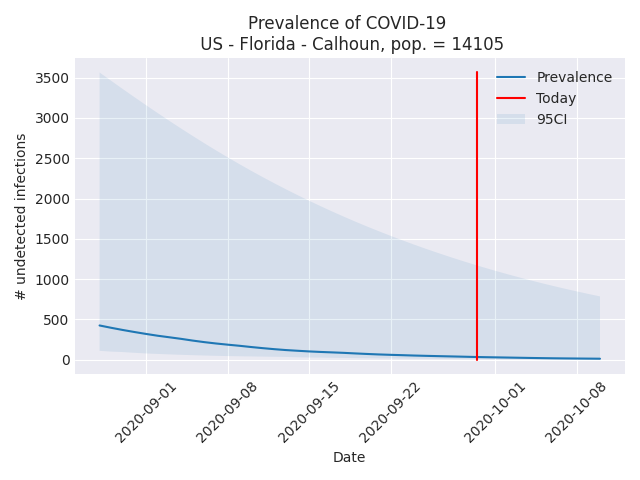 Prevalence of COVID-19
US - Florida - Calhoun, pop. = 14105
Prevalence
Today
95CI
# undetected infections
3500
3000
2500
2000
1500
1000
500
0
2020-09-01
2020-09-08
2020-09-15
2020-09-22
2020-10-01
2020-10-08
Date